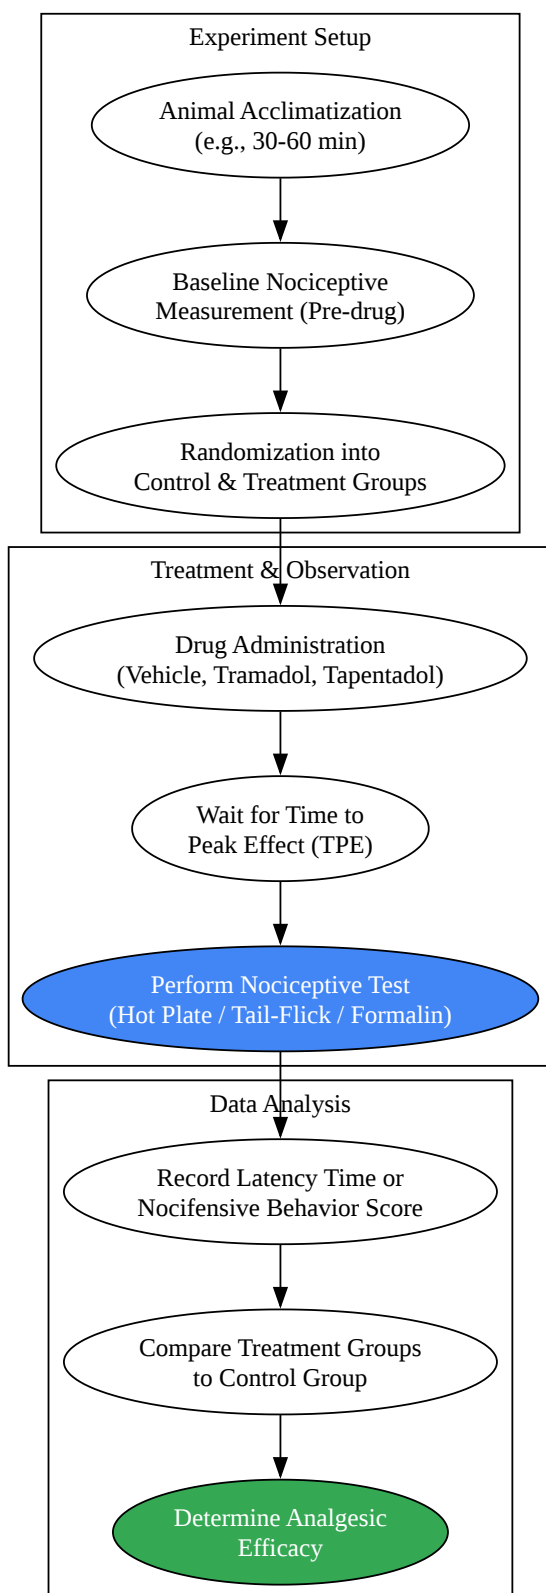 Experiment Setup
Animal Acclimatization
(e.g., 30-60 min)
Baseline Nociceptive
Measurement (Pre-drug)
Randomization into
Control & Treatment Groups
Treatment & Observation
Drug Administration
(Vehicle, Tramadol, Tapentadol)
Wait for Time to
Peak Effect (TPE)
Perform Nociceptive Test
(Hot Plate / Tail-Flick / Formalin)
Data Analysis
Record Latency Time or
Nocifensive Behavior Score
Compare Treatment Groups
to Control Group
Determine Analgesic
Efficacy